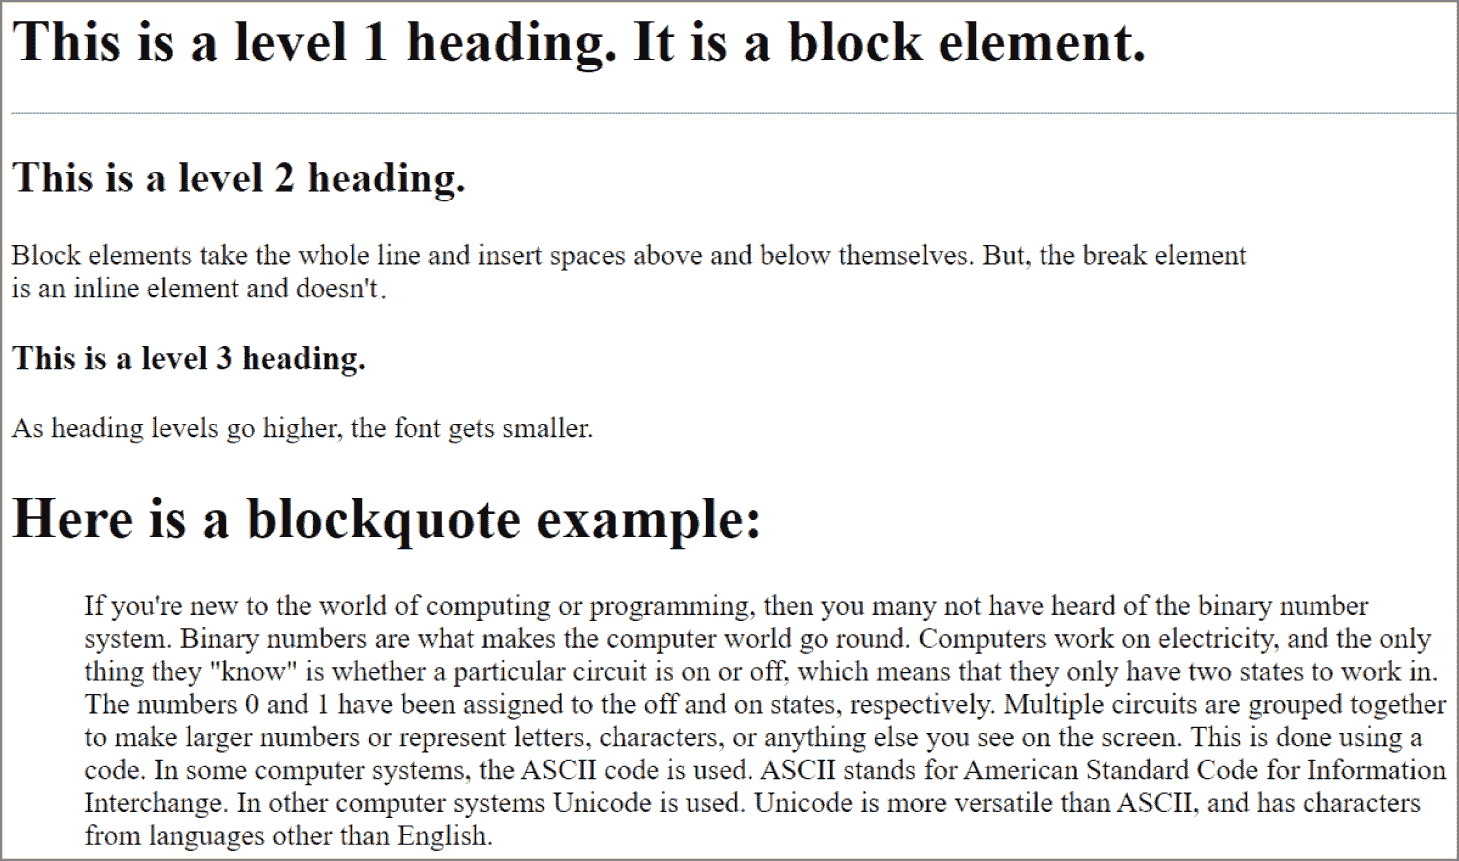 This is a level 1 heading. It is a block element.
This is a level 2 heading.
Block elements take the whole line and insert spaces above and below themselves. But, the break element
is an inline element and doesn't.
This is a level 3 heading.
As heading levels go higher, the font gets smaller.
Here is a blockquote example:
If you're new to the world of computing or programming, then you many not have heard of the binary number
system. Binary numbers are what makes the computer world go round. Computers work on electricity, and the only
thing they "know" is whether a particular circuit is on or off, which means that they only have two states to work in.
The numbers 0 and 1 have been assigned to the off and on states, respectively. Multiple circuits are grouped together
to make larger numbers or represent letters, characters, or anything else you see on the screen. This is done using a
code. In some computer systems, the ASCII code is used. ASCII stands for American Standard Code for Information
Interchange. In other computer systems Unicode is used. Unicode is more versatile than ASCII, and has characters
from languages other than English.